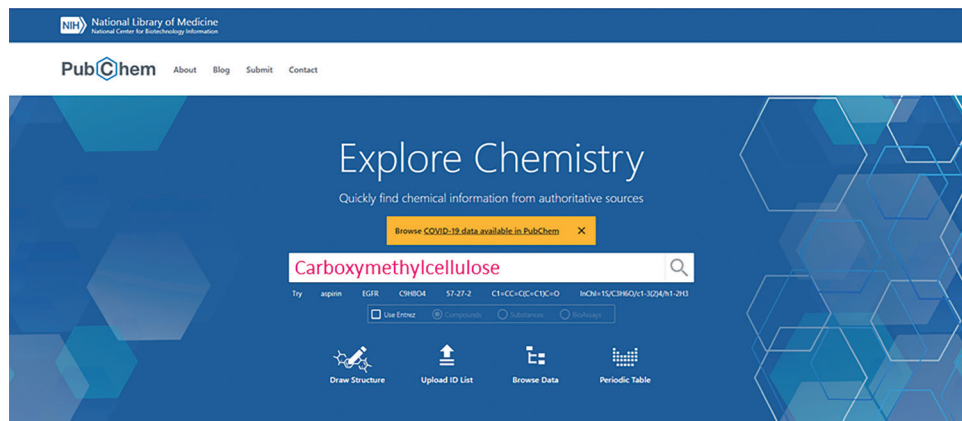 NIH National Library of Medicine
National Center for Biotechnology Information
PubChem About Blog Submit Contact
Explore Chemistry
Quickly find chemical information from authoritative sources
Browse COVID-19 data available in PubChem X
Carboxymethylcellulose
Try aspirin EGFR C9H8O4 57-27-2 C1=CC=C(C=C1)C=O InChI=1S/C3H6O/c1-3(2)4/h1-2H3
Use Entrez Compounds Substances BioAssays
Draw Structure Upload ID List Browse Data Periodic Table